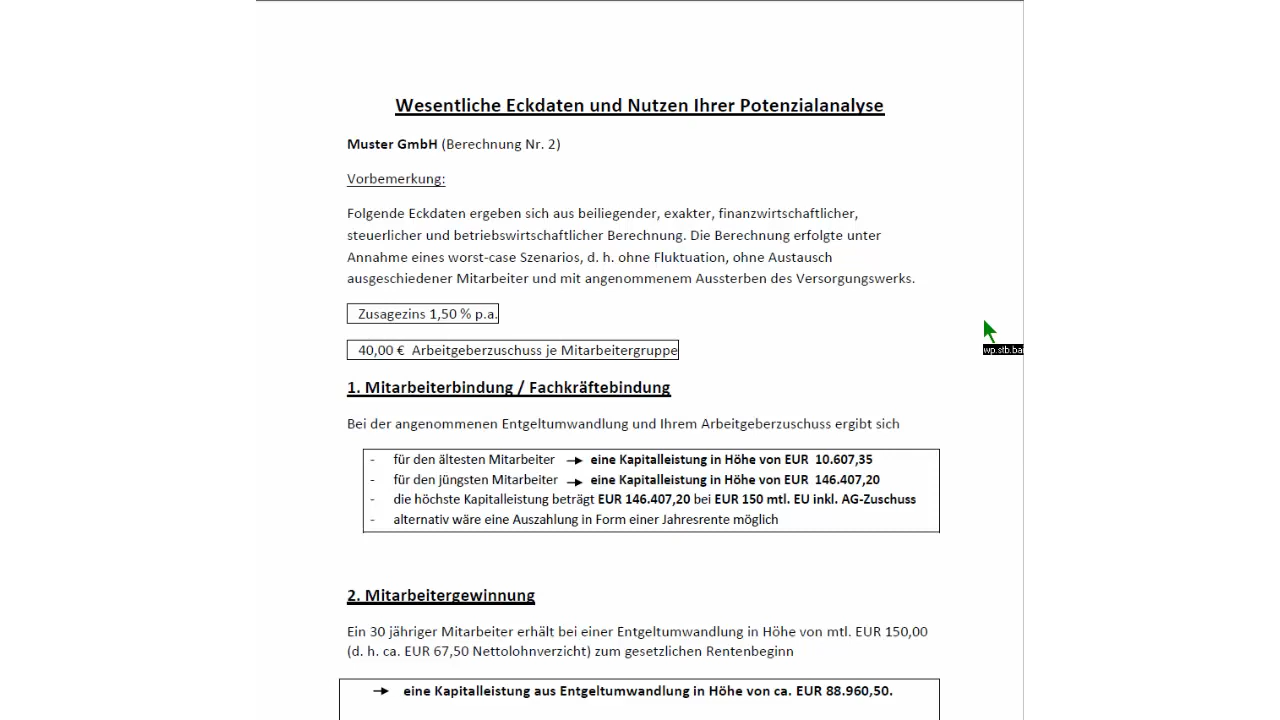 Wesentliche Eckdaten und Nutzen Ihrer Potenzialanalyse
Muster GmbH (Berechnung Nr. 2)
Vorbemerkung:
Folgende Eckdaten ergeben sich aus beiliegender, exakter, finanzwirtschaftlicher,
steuerlicher und betriebswirtschaftlicher Berechnung. Die Berechnung erfolgte unter
Annahme eines worst-case Szenarios, d. h. ohne Fluktuation, ohne Austausch
ausgeschiedener Mitarbeiter und mit angenommenem Aussterben des Versorgungswerks.
Zusagezins 1,50 % p.a.
40,00 € Arbeitgeberzuschuss je Mitarbeitergruppe
wp.stb.bar
1. Mitarbeiterbindung / Fachkräftebindung
Bei der angenommenen Entgeltumwandlung und Ihrem Arbeitgeberzuschuss ergibt sich
- für den ältesten Mitarbeiter → eine Kapitalleistung in Höhe von EUR 10.607,35
- für den jüngsten Mitarbeiter → eine Kapitalleistung in Höhe von EUR 146.407,20
- die höchste Kapitalleistung beträgt EUR 146.407,20 bei EUR 150 mtl. EU inkl. AG-Zuschuss
- alternativ wäre eine Auszahlung in Form einer Jahresrente möglich
2. Mitarbeitergewinnung
Ein 30 jähriger Mitarbeiter erhält bei einer Entgeltumwandlung in Höhe von mtl. EUR 150,00
(d. h. ca. EUR 67,50 Nettolohnverzicht) zum gesetzlichen Rentenbeginn
→ eine Kapitalleistung aus Entgeltumwandlung in Höhe von ca. EUR 88.960,50.